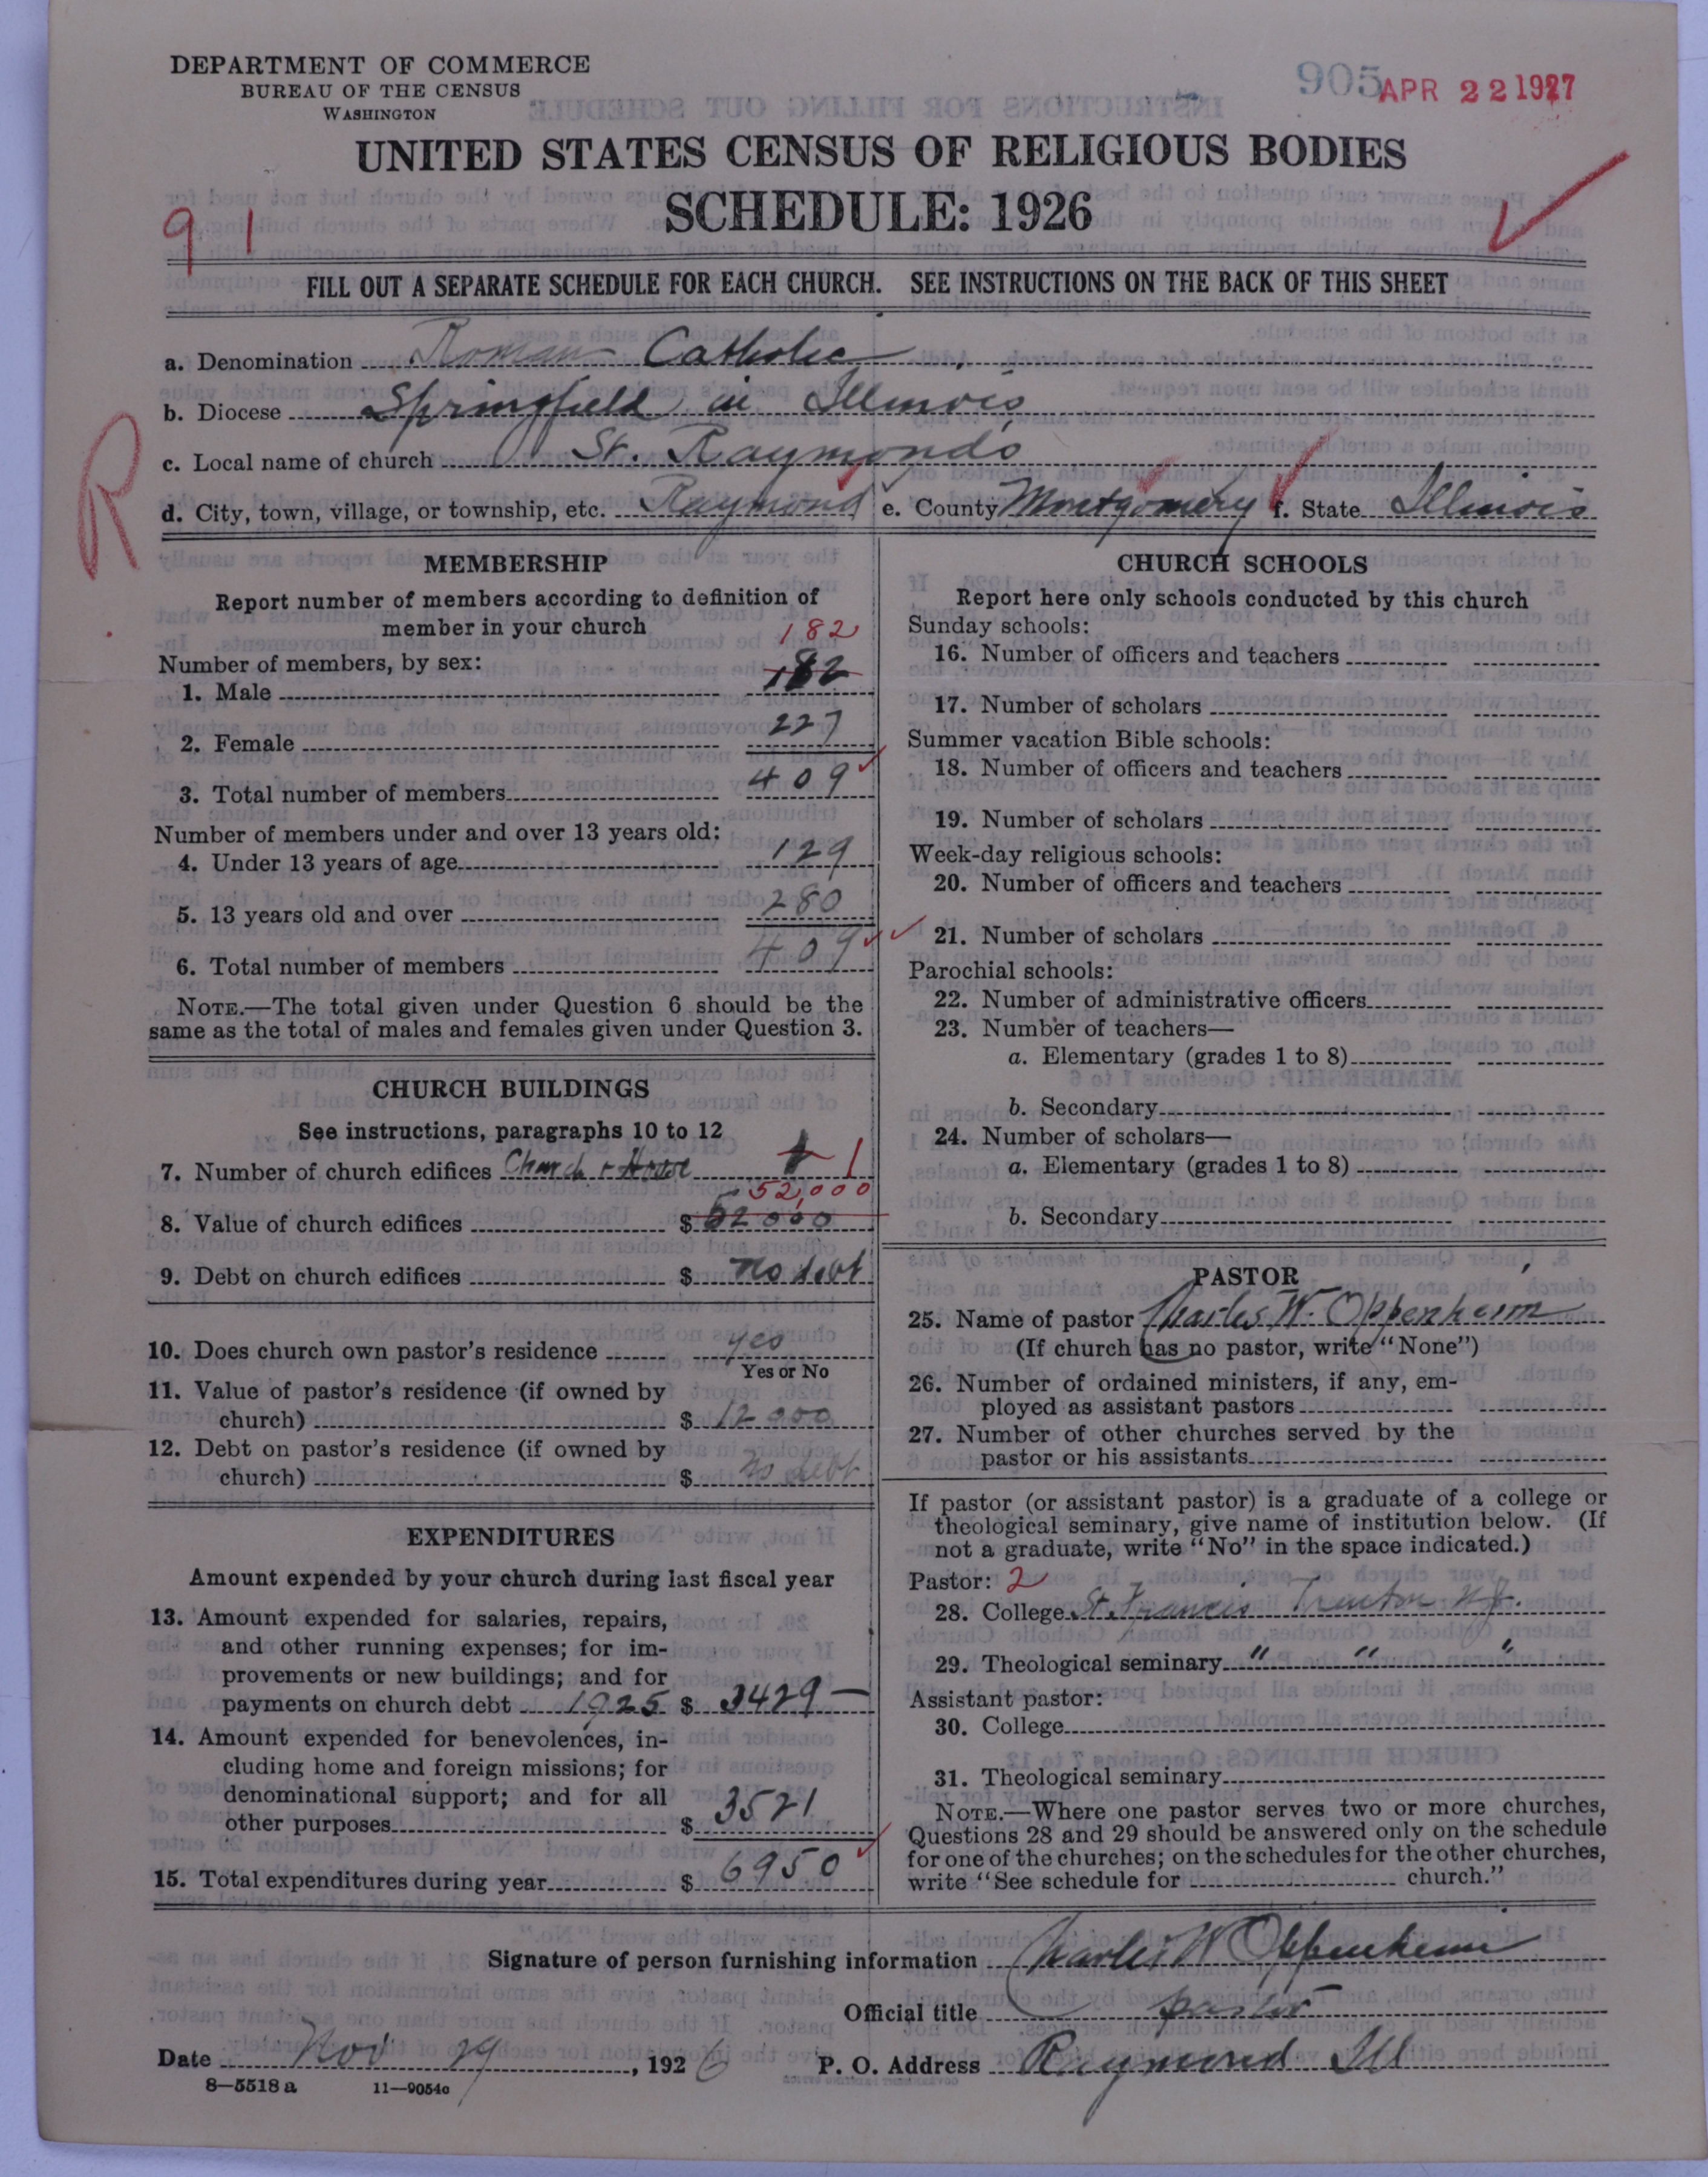 DEPARTMENT OF COMMERCE
BUREAU OF THE CENSUS
WASHINGTON
905 APR 22 1927
UNITED STATES CENSUS OF RELIGIOUS BODIES
SCHEDULE: 1926
91
FILL OUT A SEPARATE SCHEDULE FOR EACH CHURCH. SEE INSTRUCTIONS ON THE BACK OF THIS SHEET
a. Denomination Roman Catholic
b. Diocese Springfield in Illinois
c. Local name of church St. Raymonds
R
d. City, town, village, or township, etc. Raymond e. County Montgomery f. State Illinois
MEMBERSHIP
Report number of members according to definition of
member in your church
182
Number of members, by sex:
1. Male 182
2. Female 227
3. Total number of members 409
Number of members under and over 13 years old:
4. Under 13 years of age 129
5. 13 years old and over 280
6. Total number of members 409
NOTE.—The total given under Question 6 should be the
same as the total of males and females given under Question 3.
CHURCH BUILDINGS
See instructions, paragraphs 10 to 12
7. Number of church edifices Church + House 1
52,000
8. Value of church edifices $ 52000
9. Debt on church edifices $ no debt
10. Does church own pastor's residence yes
Yes or No
11. Value of pastor's residence (if owned by
church) $ 12000
12. Debt on pastor's residence (if owned by
church) $ no debt
EXPENDITURES
Amount expended by your church during last fiscal year
13. Amount expended for salaries, repairs,
and other running expenses; for im-
provements or new buildings; and for
payments on church debt 1925 $ 3429 —
14. Amount expended for benevolences, in-
cluding home and foreign missions; for
denominational support; and for all
other purposes $ 3521
15. Total expenditures during year $ 6950
CHURCH SCHOOLS
Report here only schools conducted by this church
Sunday schools:
16. Number of officers and teachers
17. Number of scholars
Summer vacation Bible schools:
18. Number of officers and teachers
19. Number of scholars
Week-day religious schools:
20. Number of officers and teachers
21. Number of scholars
Parochial schools:
22. Number of administrative officers
23. Number of teachers—
a. Elementary (grades 1 to 8)
b. Secondary
24. Number of scholars—
a. Elementary (grades 1 to 8)
b. Secondary
PASTOR
25. Name of pastor Charles W. Oppenheim
(If church has no pastor, write "None")
26. Number of ordained ministers, if any, em-
ployed as assistant pastors
27. Number of other churches served by the
pastor or his assistants
If pastor (or assistant pastor) is a graduate of a college or
theological seminary, give name of institution below. (If
not a graduate, write "No" in the space indicated.)
Pastor: 2
28. College St. Francis Trenton N.J.
29. Theological seminary " " "
Assistant pastor:
30. College
31. Theological seminary
NOTE.—Where one pastor serves two or more churches,
Questions 28 and 29 should be answered only on the schedule
for one of the churches; on the schedules for the other churches,
write "See schedule for church."
Signature of person furnishing information Charles W Oppenheim
Official title pastor
Date Nov 29, 1926 P. O. Address Raymond Ill
8—5518 a 11—9054c